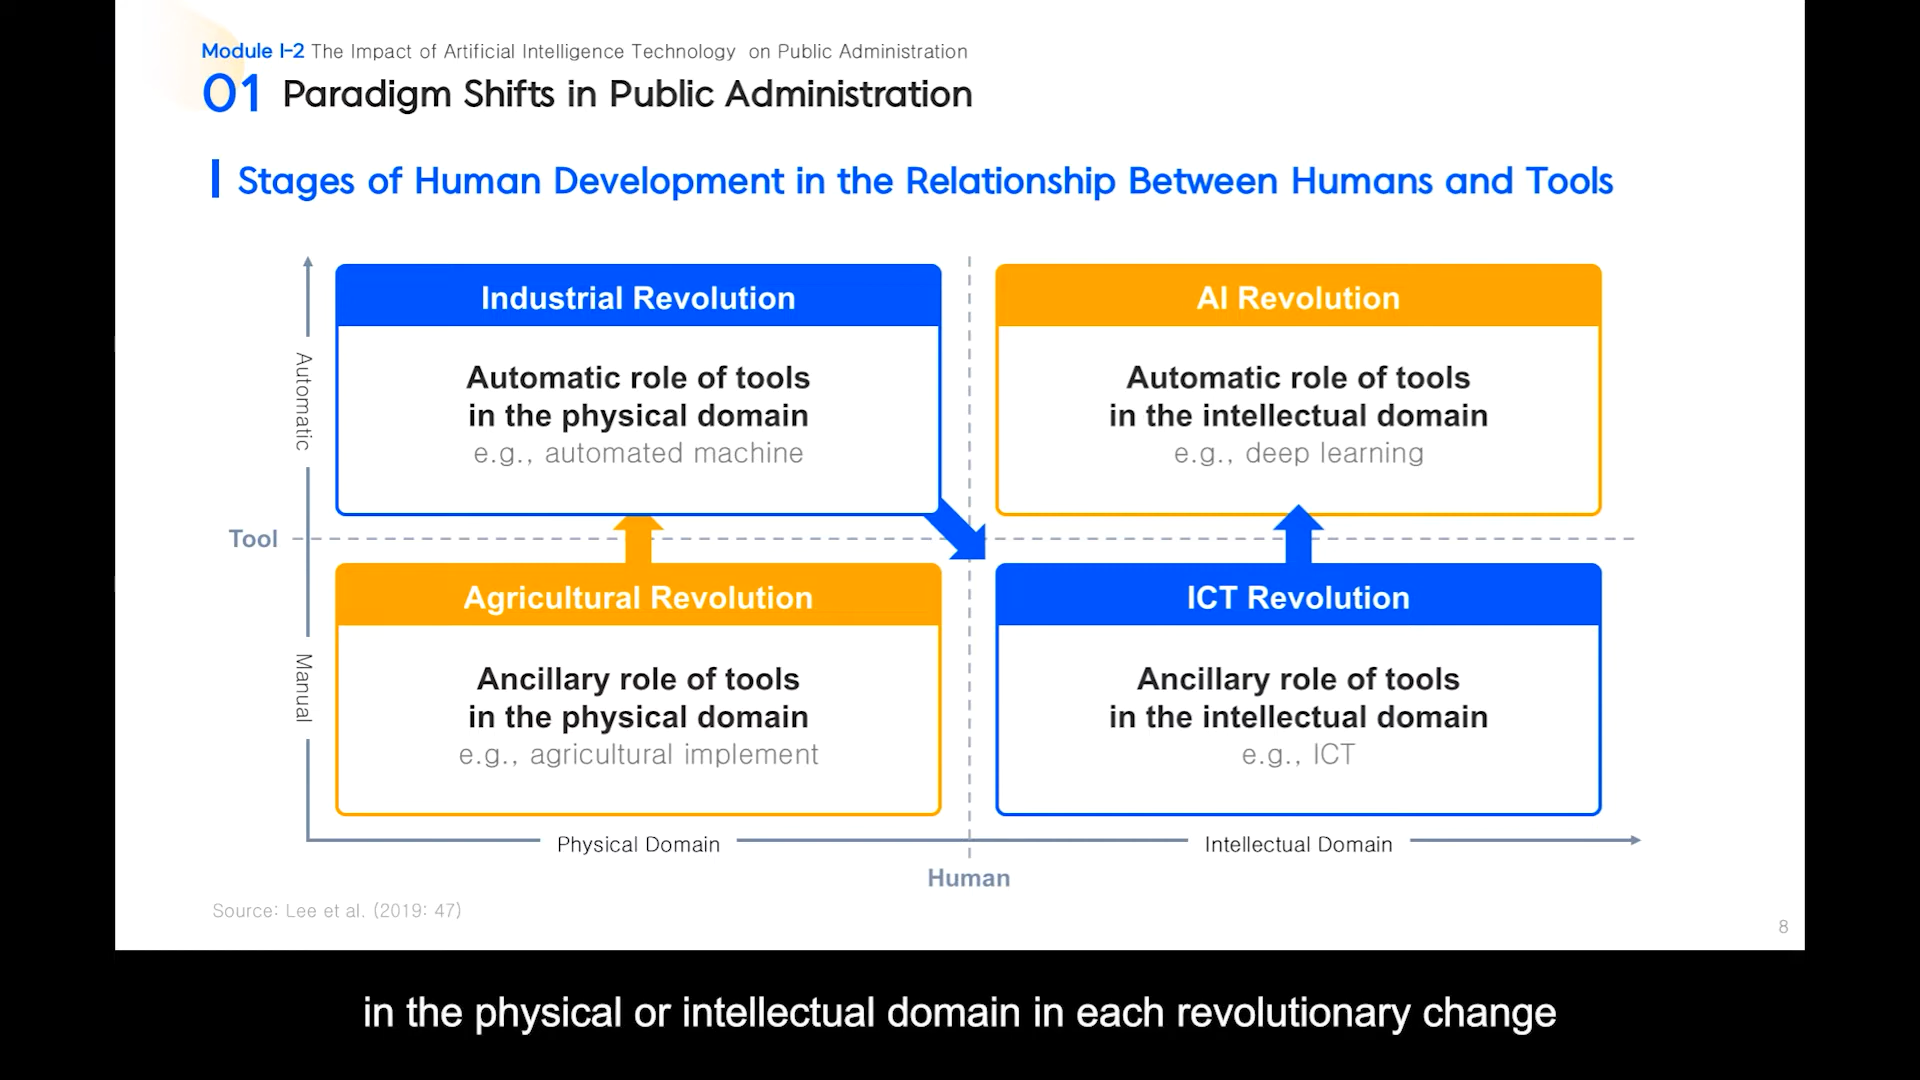 Module I-2 The Impact of Artificial Intelligence Technology on Public Administration
01 Paradigm Shifts in Public Administration
Stages of Human Development in the Relationship Between Humans and Tools
Industrial Revolution
Automatic role of tools
in the physical domain
e.g., automated machine
AI Revolution
Automatic role of tools
in the intellectual domain
e.g., deep learning
Automatic
Tool
Manual
Agricultural Revolution
Ancillary role of tools
in the physical domain
e.g., agricultural implement
ICT Revolution
Ancillary role of tools
in the intellectual domain
e.g., ICT
Physical Domain
Intellectual Domain
Human
Source: Lee et al. (2019: 47)
8
in the physical or intellectual domain in each revolutionary change